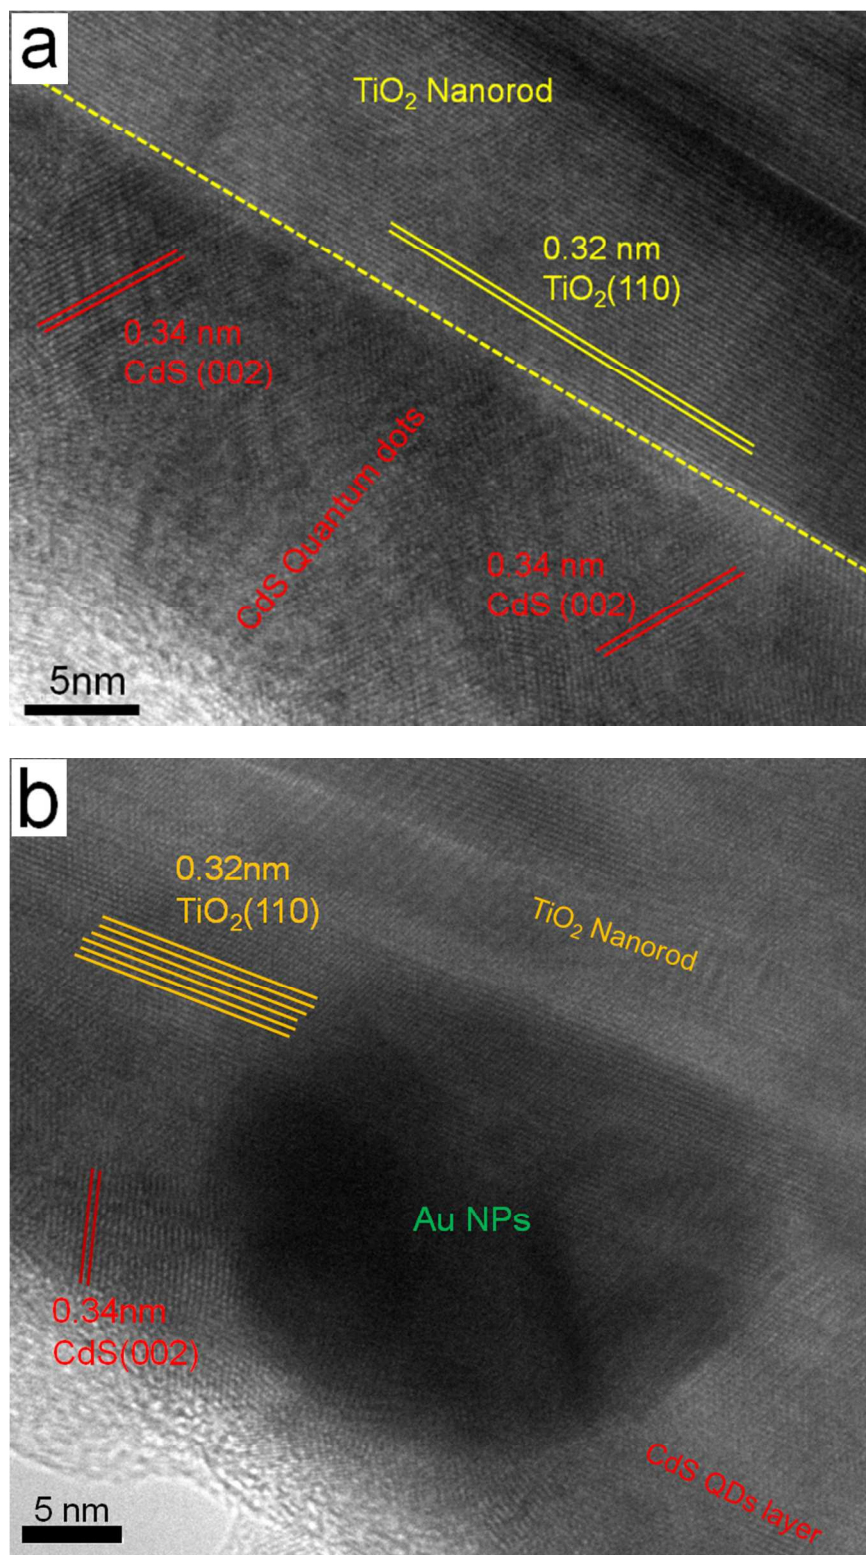 a
TiO₂ Nanorod
0.32 nm
TiO₂(110)
0.34 nm
CdS (002)
CdS Quantum dots
0.34 nm
CdS (002)
5nm
b
0.32nm
TiO₂(110)
TiO₂ Nanorod
Au NPs
0.34nm
CdS(002)
CdS QDs layer
5 nm